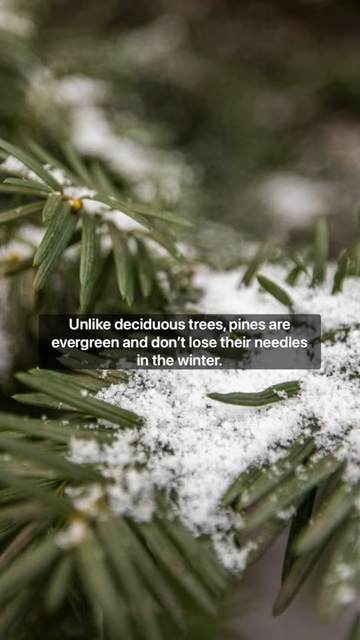 Unlike deciduous trees, pines are
evergreen and don’t lose their needles
in the winter.